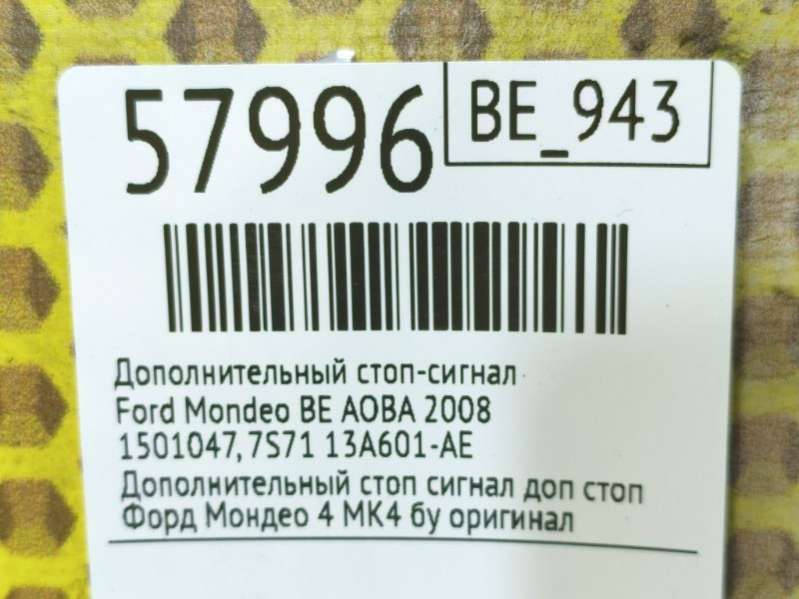 57996
BE_943
Дополнительный стоп-сигнал
Ford Mondeo BE AOBA 2008
1501047, 7S71 13A601-AE
Дополнительный стоп сигнал доп стоп
Форд Мондео 4 МК4 бу оригинал